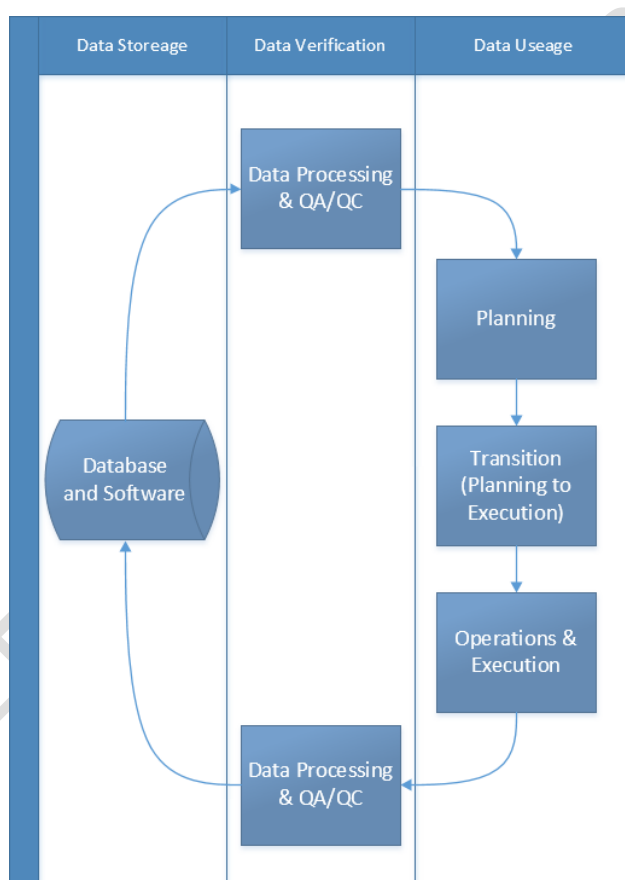 Data Storeage
Data Verification
Data Useage
Data Processing
& QA/QC
Planning
Database
and Software
Transition
(Planning to
Execution)
Operations &
Execution
Data Processing
& QA/QC